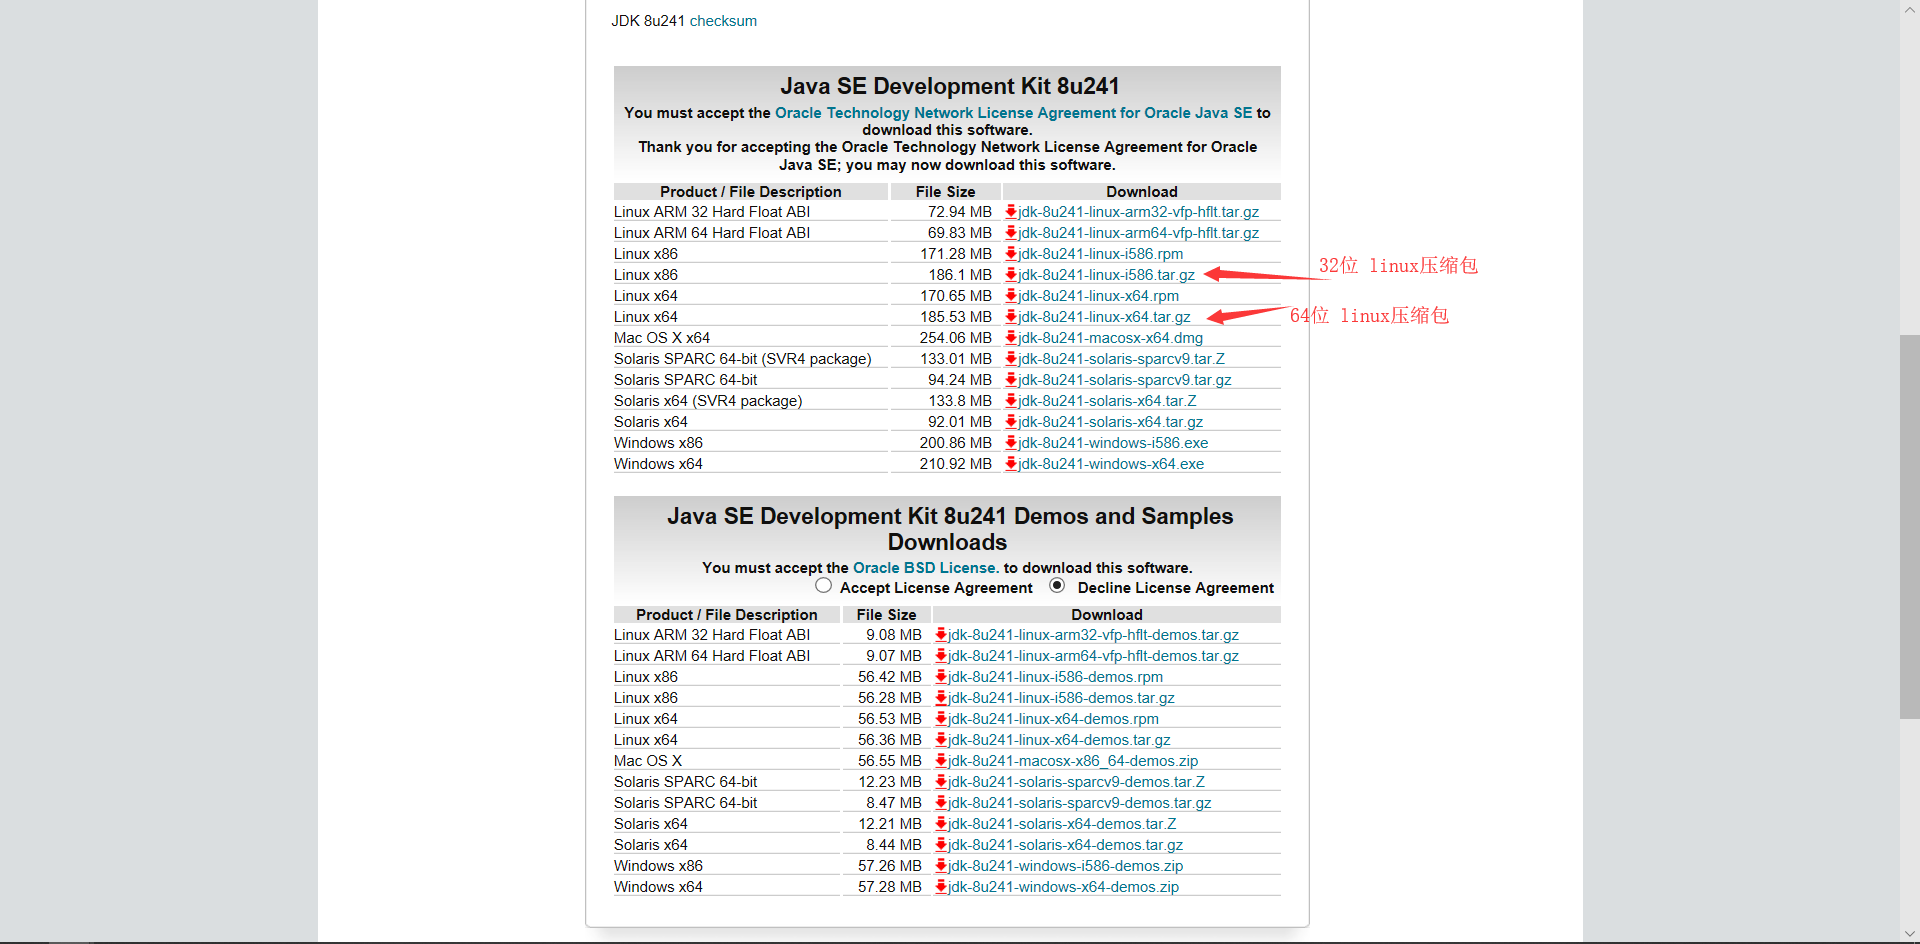 JDK 8u241 checksum
Java SE Development Kit 8u241
You must accept the Oracle Technology Network License Agreement for Oracle Java SE to
download this software.
Thank you for accepting the Oracle Technology Network License Agreement for Oracle
Java SE; you may now download this software.
Product / File Description File Size Download
Linux ARM 32 Hard Float ABI 72.94 MB jdk-8u241-linux-arm32-vfp-hflt.tar.gz
Linux ARM 64 Hard Float ABI 69.83 MB jdk-8u241-linux-arm64-vfp-hflt.tar.gz
Linux x86 171.28 MB jdk-8u241-linux-i586.rpm
Linux x86 186.1 MB jdk-8u241-linux-i586.tar.gz 32位 linux压缩包
Linux x64 170.65 MB jdk-8u241-linux-x64.rpm
Linux x64 185.53 MB jdk-8u241-linux-x64.tar.gz 64位 linux压缩包
Mac OS X x64 254.06 MB jdk-8u241-macosx-x64.dmg
Solaris SPARC 64-bit (SVR4 package) 133.01 MB jdk-8u241-solaris-sparcv9.tar.Z
Solaris SPARC 64-bit 94.24 MB jdk-8u241-solaris-sparcv9.tar.gz
Solaris x64 (SVR4 package) 133.8 MB jdk-8u241-solaris-x64.tar.Z
Solaris x64 92.01 MB jdk-8u241-solaris-x64.tar.gz
Windows x86 200.86 MB jdk-8u241-windows-i586.exe
Windows x64 210.92 MB jdk-8u241-windows-x64.exe
Java SE Development Kit 8u241 Demos and Samples
Downloads
You must accept the Oracle BSD License. to download this software.
Accept License Agreement Decline License Agreement
Product / File Description File Size Download
Linux ARM 32 Hard Float ABI 9.08 MB jdk-8u241-linux-arm32-vfp-hflt-demos.tar.gz
Linux ARM 64 Hard Float ABI 9.07 MB jdk-8u241-linux-arm64-vfp-hflt-demos.tar.gz
Linux x86 56.42 MB jdk-8u241-linux-i586-demos.rpm
Linux x86 56.28 MB jdk-8u241-linux-i586-demos.tar.gz
Linux x64 56.53 MB jdk-8u241-linux-x64-demos.rpm
Linux x64 56.36 MB jdk-8u241-linux-x64-demos.tar.gz
Mac OS X 56.55 MB jdk-8u241-macosx-x86_64-demos.zip
Solaris SPARC 64-bit 12.23 MB jdk-8u241-solaris-sparcv9-demos.tar.Z
Solaris SPARC 64-bit 8.47 MB jdk-8u241-solaris-sparcv9-demos.tar.gz
Solaris x64 12.21 MB jdk-8u241-solaris-x64-demos.tar.Z
Solaris x64 8.44 MB jdk-8u241-solaris-x64-demos.tar.gz
Windows x86 57.26 MB jdk-8u241-windows-i586-demos.zip
Windows x64 57.28 MB jdk-8u241-windows-x64-demos.zip